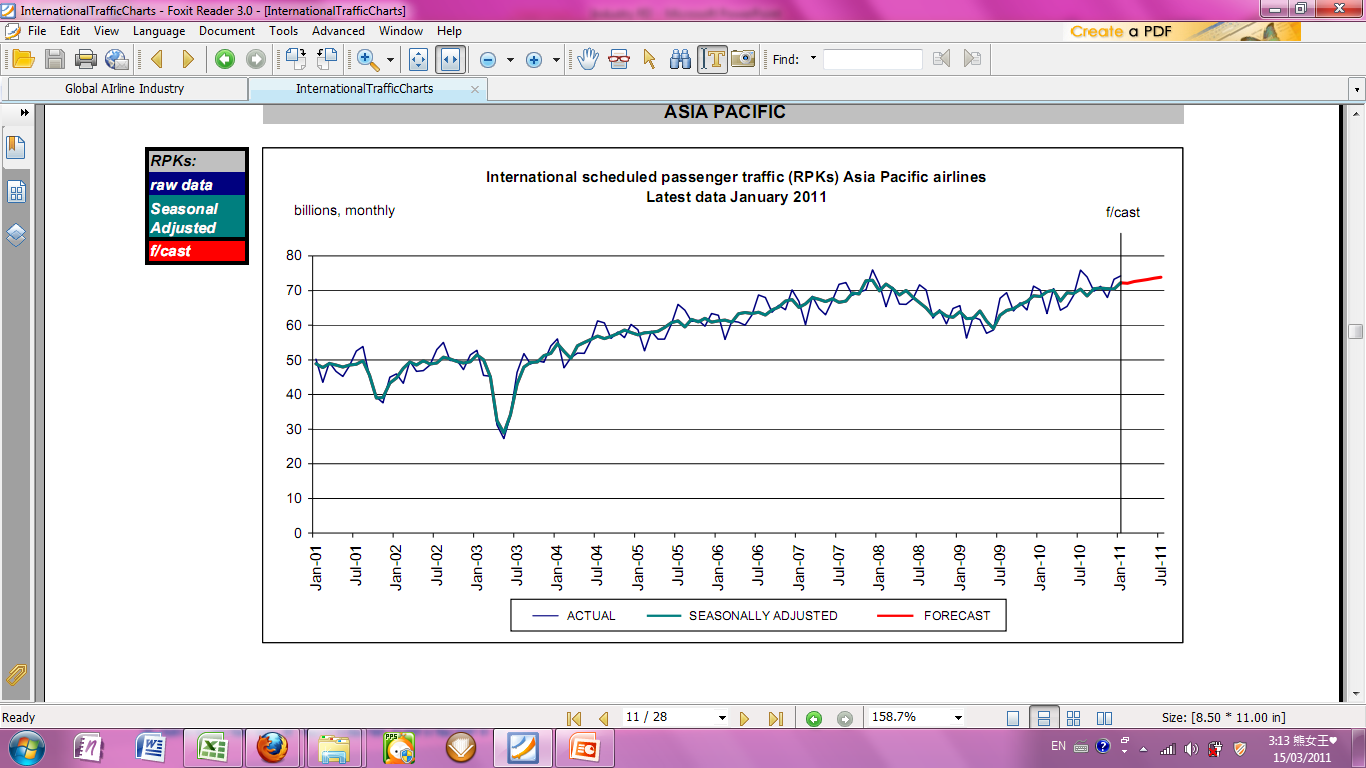 InternationalTrafficCharts - Foxit Reader 3.0 - [InternationalTrafficCharts]
File Edit View Language Document Tools Advanced Window Help
Create a PDF
Find:
Global AIrline Industry
InternationalTrafficCharts
ASIA PACIFIC
RPKs:
raw data
Seasonal
Adjusted
f/cast
International scheduled passenger traffic (RPKs) Asia Pacific airlines
Latest data January 2011
billions, monthly
f/cast
80
70
60
50
40
30
20
10
0
Jan-01 Jul-01 Jan-02 Jul-02 Jan-03 Jul-03 Jan-04 Jul-04 Jan-05 Jul-05 Jan-06 Jul-06 Jan-07 Jul-07 Jan-08 Jul-08 Jan-09 Jul-09 Jan-10 Jul-10 Jan-11 Jul-11
ACTUAL SEASONALLY ADJUSTED FORECAST
Ready
11 / 28
158.7%
Size: [8.50 * 11.00 in]
EN
3:13 熊女王♥
15/03/2011